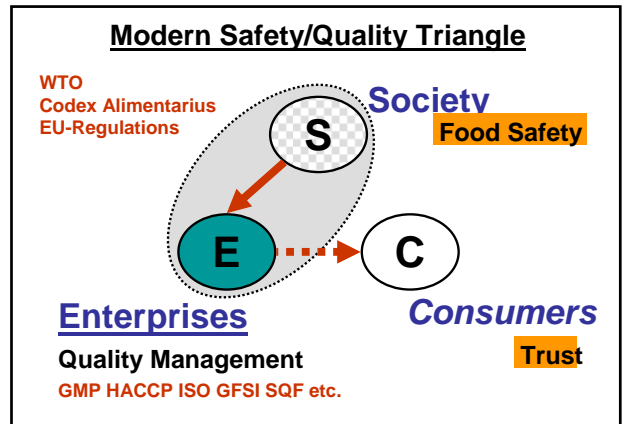 Modern Safety/Quality Triangle
WTO
Codex Alimentarius
EU-Regulations
Society
Food Safety
S
E
C
Enterprises
Quality Management
GMP HACCP ISO GFSI SQF etc.
Consumers
Trust